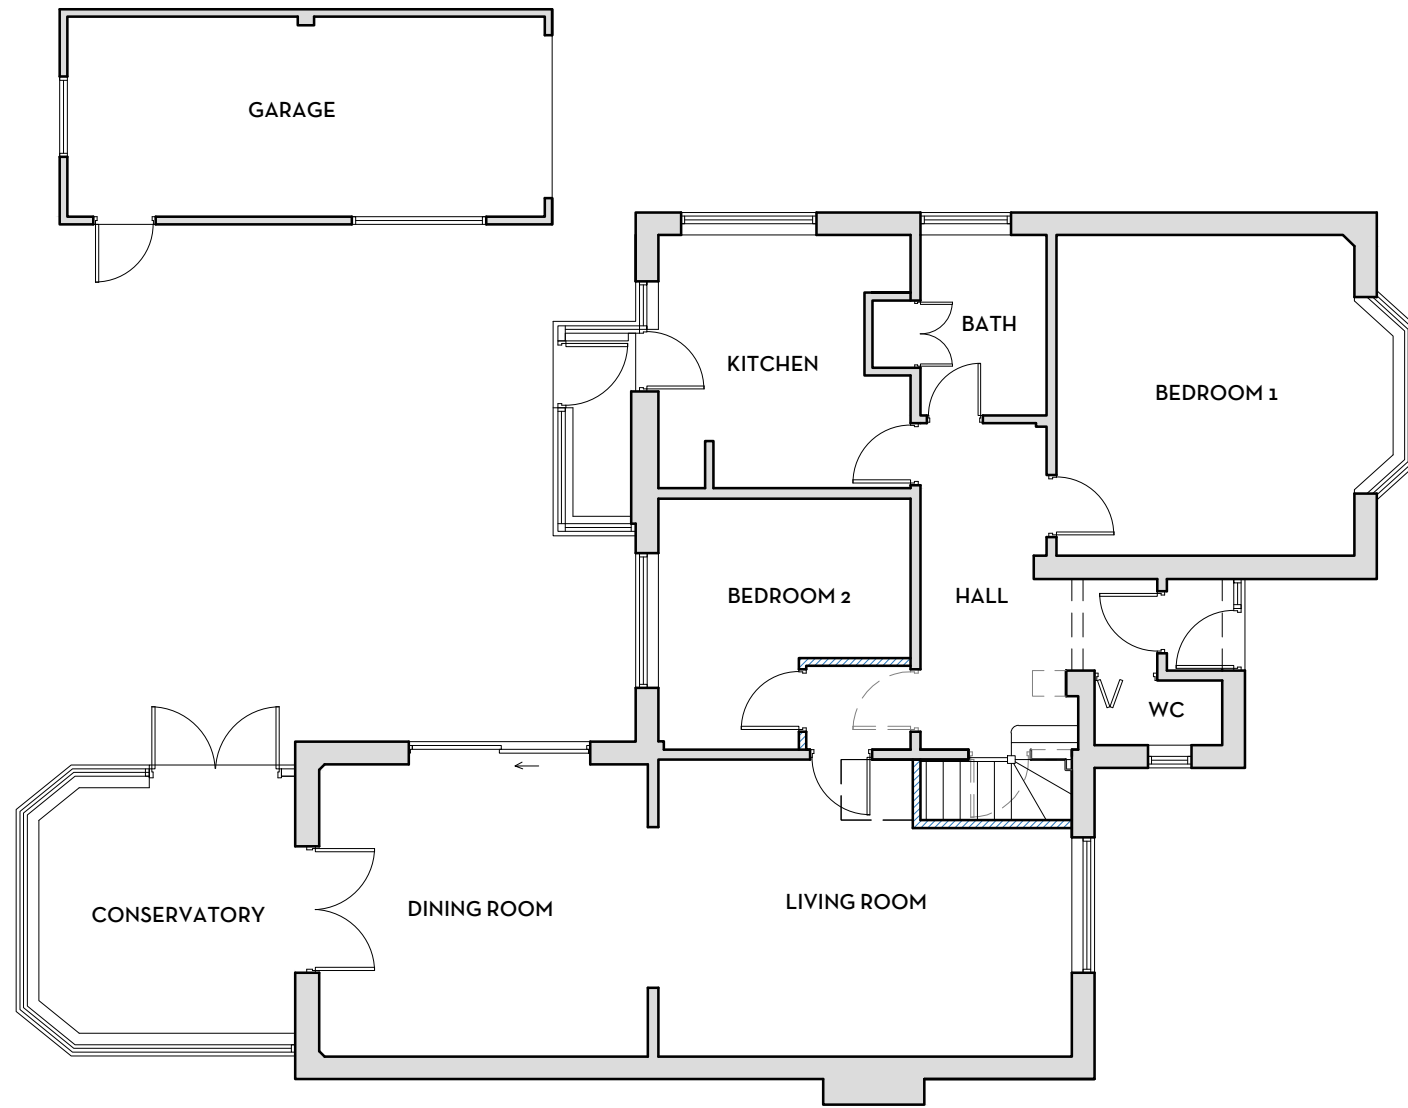 GARAGE
BATH
KITCHEN
BEDROOM 1
BEDROOM 2
HALL
WC
CONSERVATORY
DINING ROOM
LIVING ROOM